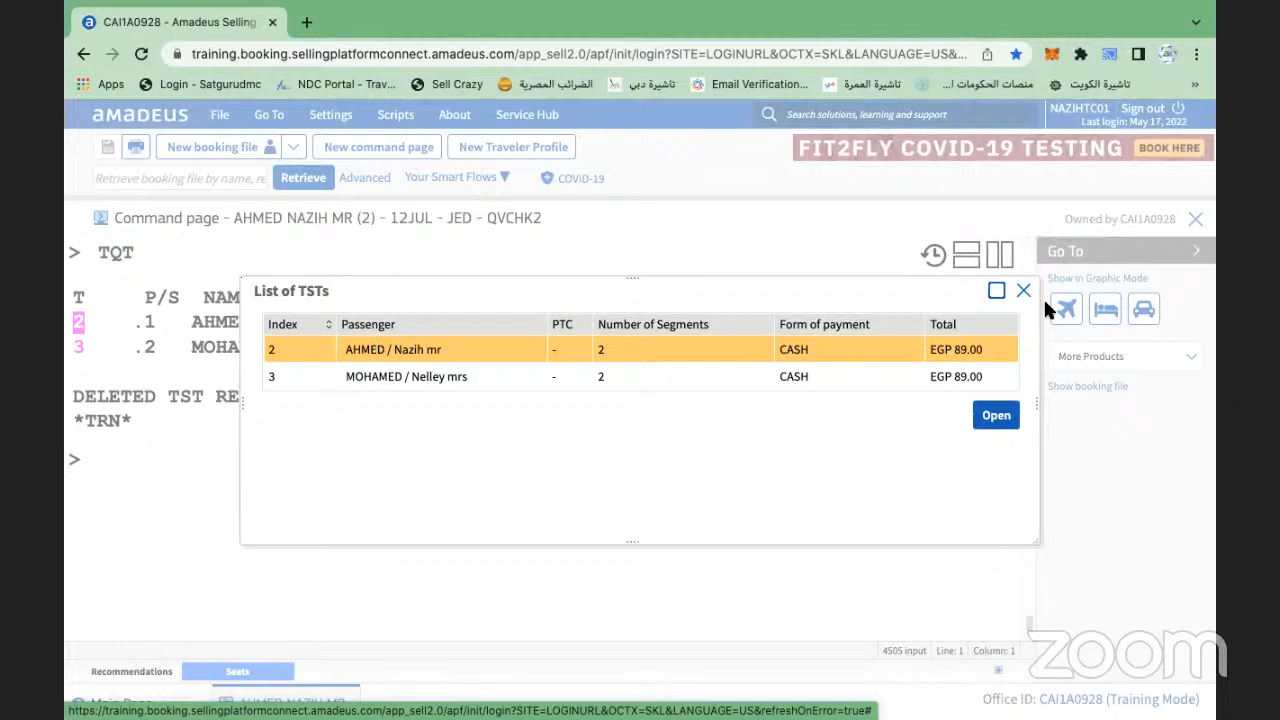 CAI1A0928 - Amadeus Selling
training.booking.sellingplatformconnect.amadeus.com/app_sell2.0/apf/init/login?SITE=LOGINURL&OCTX=SKL&LANGUAGE=US&...
Apps Login - Satgurudmc NDC Portal - Trav... Sell Crazy الضرائب المصرية تاشيرة دبي Email Verification... تاشيرة العمرة منصات الحكومات ا... تاشيرة الكويت »
amadeus File Go To Settings Scripts About Service Hub Search solutions, learning and support NAZIHTC01 Sign out
Last login: May 17, 2022
New booking file New command page New Traveler Profile FIT2FLY COVID-19 TESTING BOOK HERE
Retrieve booking file by name, re Retrieve Advanced Your Smart Flows COVID-19
Command page - AHMED NAZIH MR (2) - 12JUL - JED - QVCHK2 Owned by CAI1A0928
> TQT
Go To
Show in Graphic Mode
T P/S NAM
2 .1 AHME
3 .2 MOHA
DELETED TST RE
*TRN*
>
List of TSTs
Index Passenger PTC Number of Segments Form of payment Total
2 AHMED / Nazih mr - 2 CASH EGP 89.00
3 MOHAMED / Nelley mrs - 2 CASH EGP 89.00
Open
More Products
Show booking file
4505 input Line: 1 Column: 1
zoom
Recommendations Seats
Main Page AHMED NAZIH MR
Office ID: CAI1A0928 (Training Mode)
https://training.booking.sellingplatformconnect.amadeus.com/app_sell2.0/apf/init/login?SITE=LOGINURL&OCTX=SKL&LANGUAGE=US&refreshOnError=true#